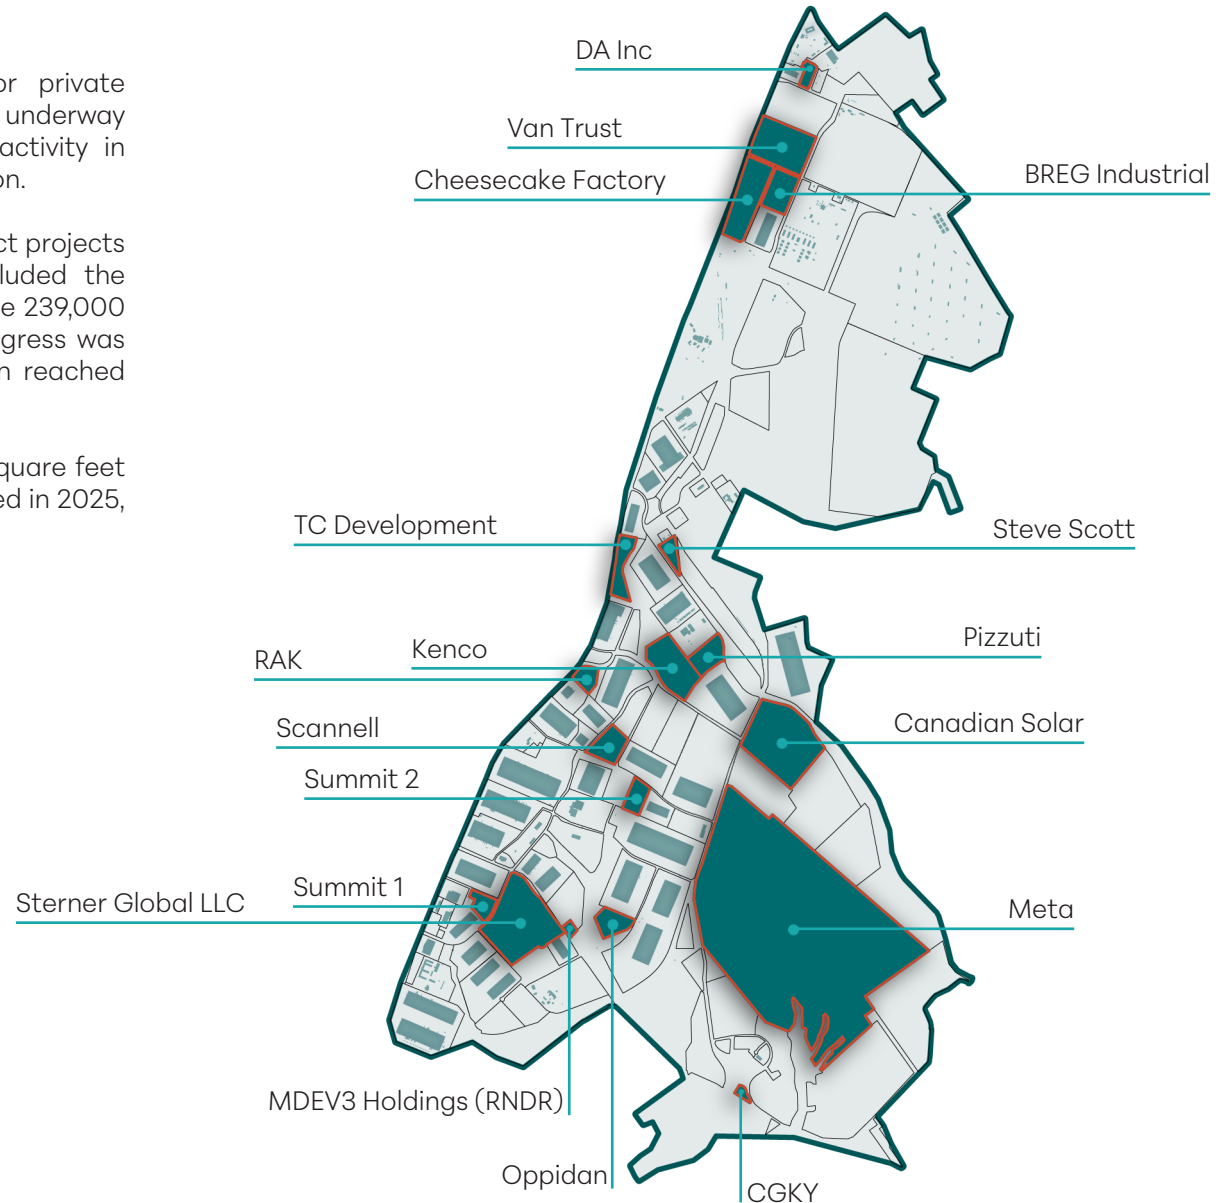 or private
underway
activity in
on.
ct projects
luded the
e 239,000
gress was
n reached
quare feet
ed in 2025,
DA Inc
Van Trust
Cheesecake Factory
BREG Industrial
TC Development
Steve Scott
Pizzuti
Kenco
RAK
Scannell
Canadian Solar
Summit 2
Summit 1
Sterner Global LLC
Meta
MDEV3 Holdings (RNDR)
Oppidan
CGKY